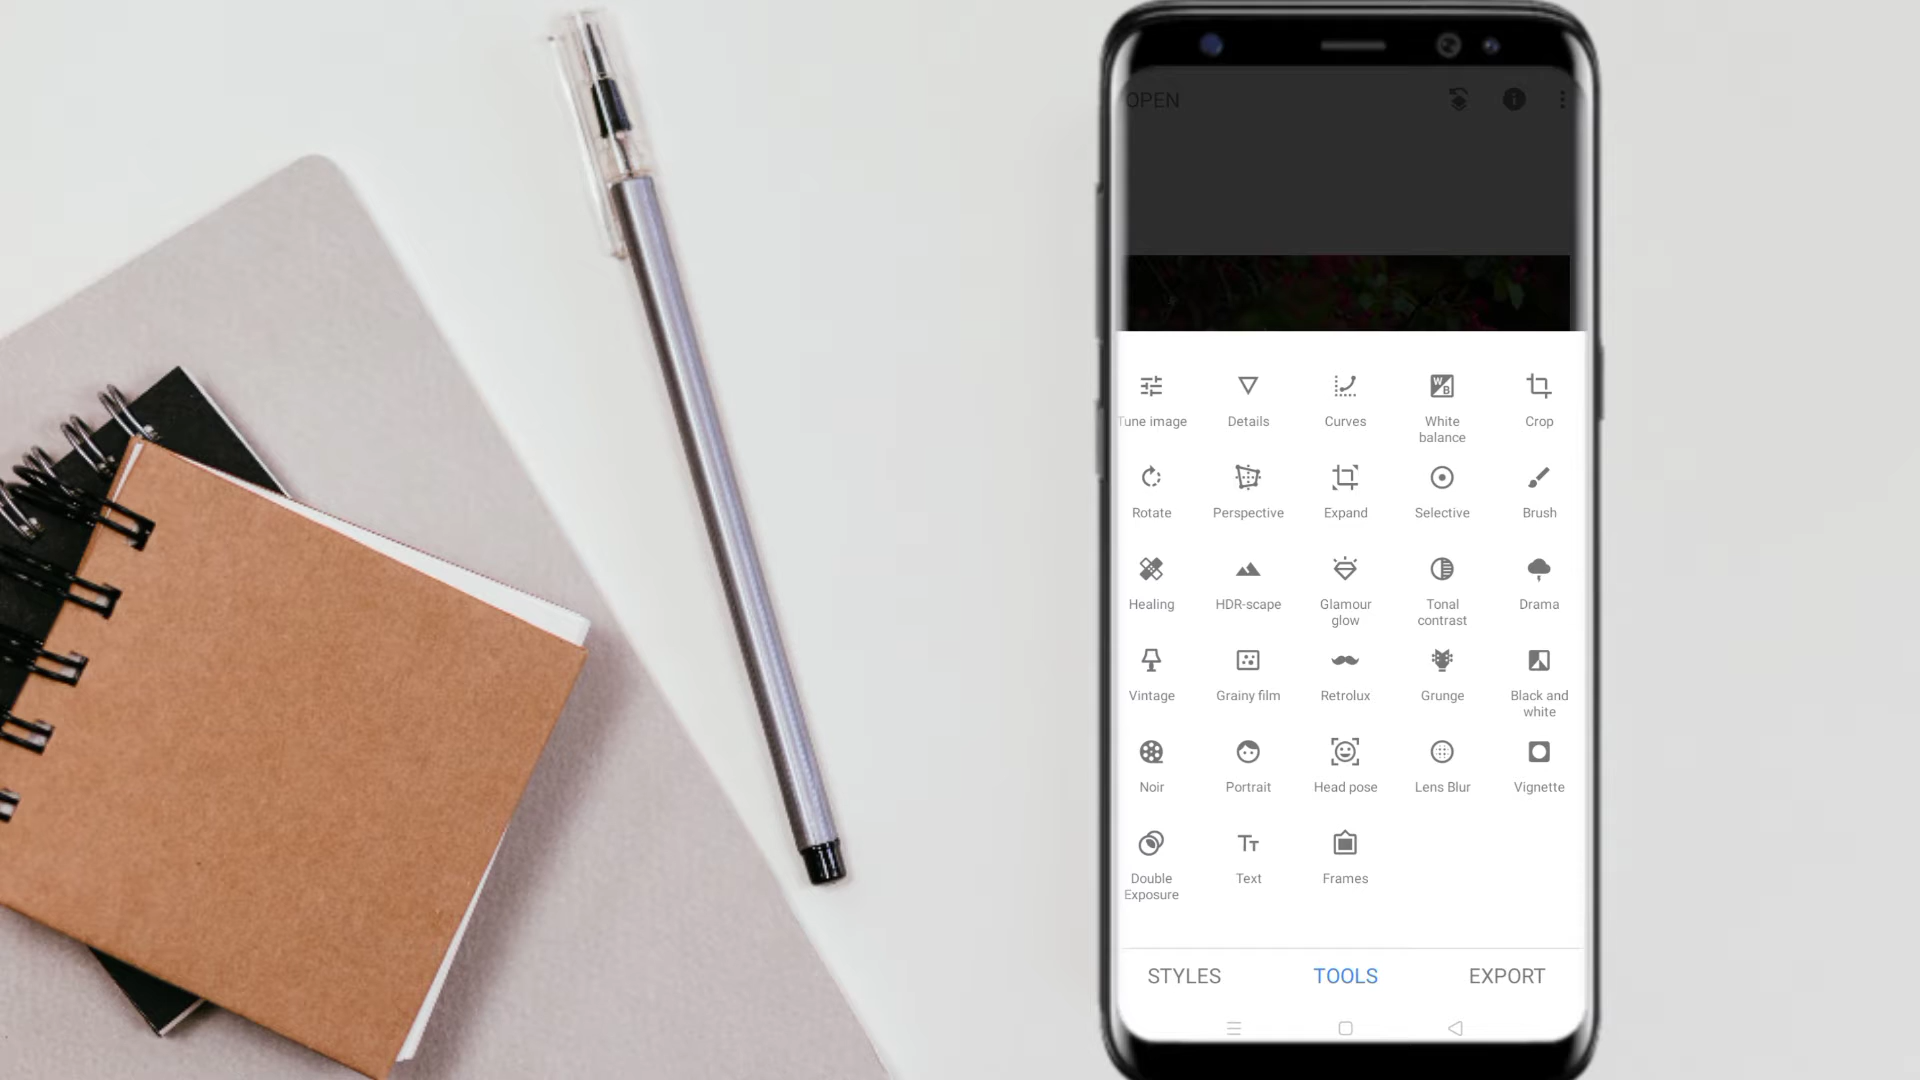 OPEN
Tune image
Details
Curves
White
balance
Crop
Rotate
Perspective
Expand
Selective
Brush
Healing
HDR-scape
Glamour
glow
Tonal
contrast
Drama
Vintage
Grainy film
Retrolux
Grunge
Black and
white
Noir
Portrait
Head pose
Lens Blur
Vignette
Double
Exposure
Text
Frames
STYLES
TOOLS
EXPORT